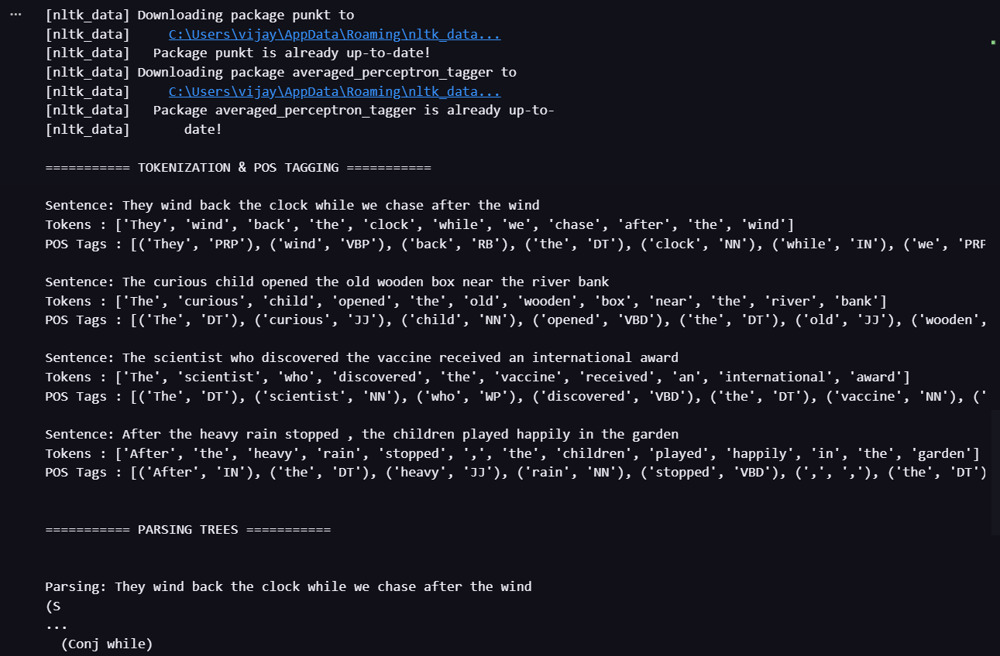 ...
[nltk_data] Downloading package punkt to
[nltk_data]     C:\Users\vijay\AppData\Roaming\nltk_data...
[nltk_data]   Package punkt is already up-to-date!
[nltk_data] Downloading package averaged_perceptron_tagger to
[nltk_data]     C:\Users\vijay\AppData\Roaming\nltk_data...
[nltk_data]   Package averaged_perceptron_tagger is already up-to-
[nltk_data]       date!
=========== TOKENIZATION & POS TAGGING ===========
Sentence: They wind back the clock while we chase after the wind
Tokens : ['They', 'wind', 'back', 'the', 'clock', 'while', 'we', 'chase', 'after', 'the', 'wind']
POS Tags : [('They', 'PRP'), ('wind', 'VBP'), ('back', 'RB'), ('the', 'DT'), ('clock', 'NN'), ('while', 'IN'), ('we', 'PRP
Sentence: The curious child opened the old wooden box near the river bank
Tokens : ['The', 'curious', 'child', 'opened', 'the', 'old', 'wooden', 'box', 'near', 'the', 'river', 'bank']
POS Tags : [('The', 'DT'), ('curious', 'JJ'), ('child', 'NN'), ('opened', 'VBD'), ('the', 'DT'), ('old', 'JJ'), ('wooden',
Sentence: The scientist who discovered the vaccine received an international award
Tokens : ['The', 'scientist', 'who', 'discovered', 'the', 'vaccine', 'received', 'an', 'international', 'award']
POS Tags : [('The', 'DT'), ('scientist', 'NN'), ('who', 'WP'), ('discovered', 'VBD'), ('the', 'DT'), ('vaccine', 'NN'), ('
Sentence: After the heavy rain stopped , the children played happily in the garden
Tokens : ['After', 'the', 'heavy', 'rain', 'stopped', ',', 'the', 'children', 'played', 'happily', 'in', 'the', 'garden']
POS Tags : [('After', 'IN'), ('the', 'DT'), ('heavy', 'JJ'), ('rain', 'NN'), ('stopped', 'VBD'), (',', ','), ('the', 'DT')
=========== PARSING TREES ===========
Parsing: They wind back the clock while we chase after the wind
(S
...
  (Conj while)